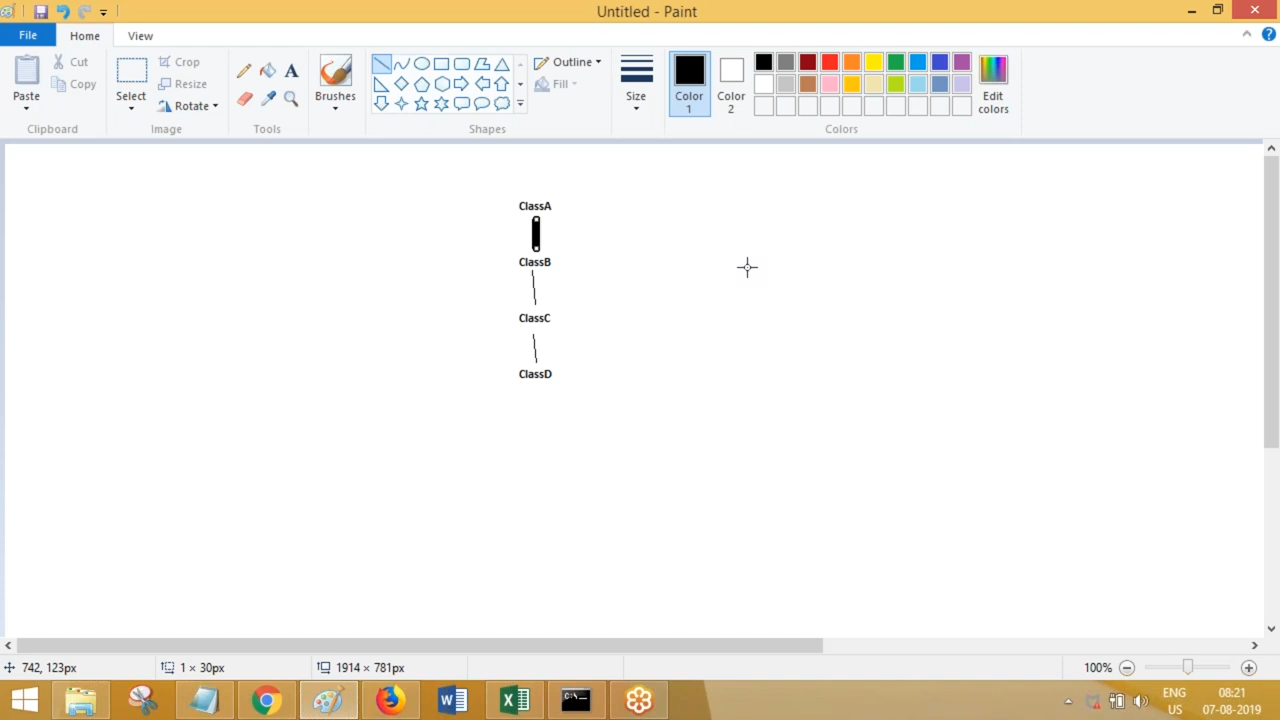 Untitled - Paint
File Home View
Paste
Cut
Copy
Clipboard
Select
Crop
Resize
Rotate
Image
Tools
Brushes
Shapes
Outline
Fill
Size
Color 1
Color 2
Edit colors
Colors
ClassA
ClassB
ClassC
ClassD
742, 123px 1 × 30px 1914 × 781px 100%
C:\_
ENG 08:21
US 07-08-2019